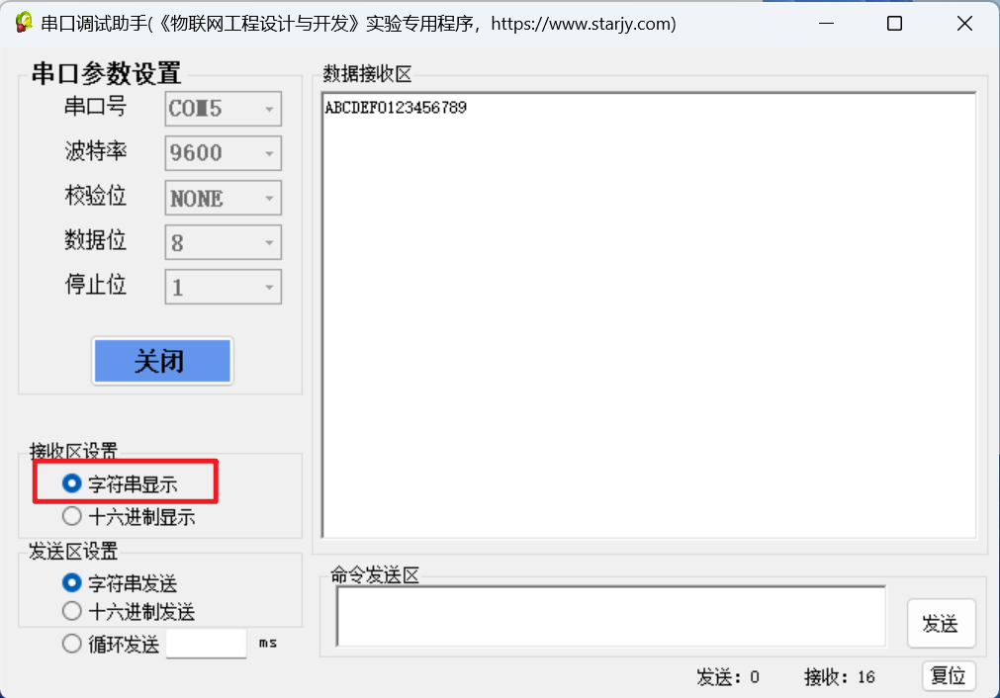 串口调试助手(《物联网工程设计与开发》实验专用程序，https://www.starjy.com)
串口参数设置
串口号 COM5
波特率 9600
校验位 NONE
数据位 8
停止位 1
关闭
接收区设置
字符串显示
十六进制显示
发送区设置
字符串发送
十六进制发送
循环发送 ms
数据接收区
ABCDEF0123456789
命令发送区
发送
发送：0 接收：16 复位